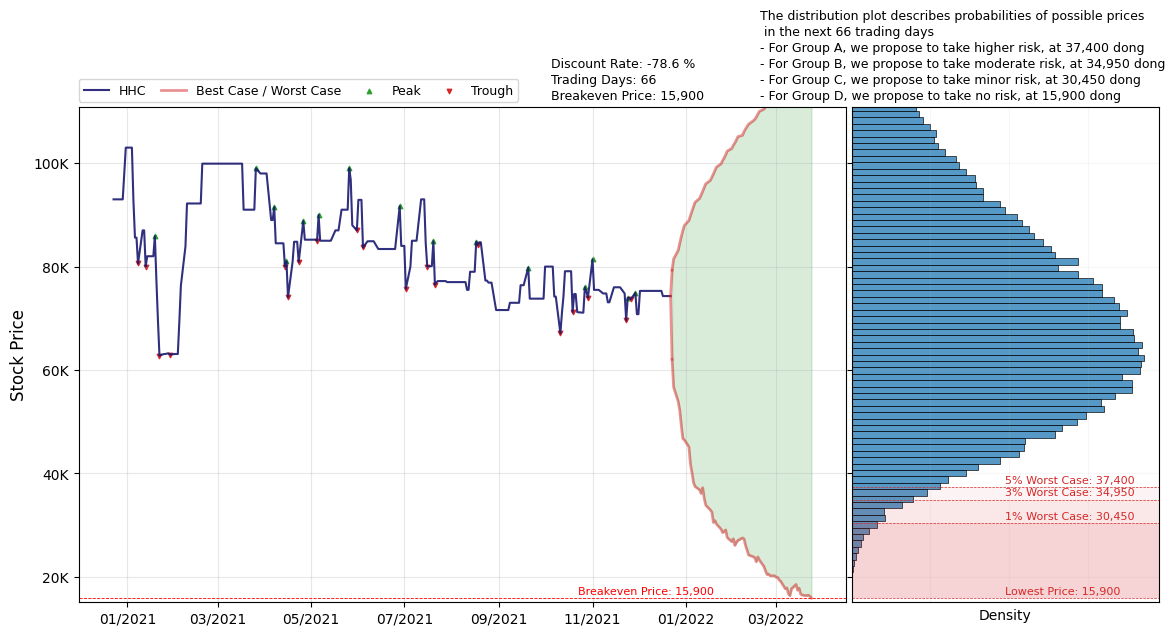 The distribution plot describes probabilities of possible prices
in the next 66 trading days
- For Group A, we propose to take higher risk, at 37,400 dong
- For Group B, we propose to take moderate risk, at 34,950 dong
- For Group C, we propose to take minor risk, at 30,450 dong
- For Group D, we propose to take no risk, at 15,900 dong
Discount Rate: -78.6 %
Trading Days: 66
Breakeven Price: 15,900
HHC Best Case / Worst Case Peak Trough
Stock Price
100K
80K
60K
40K
20K
Breakeven Price: 15,900
01/2021 03/2021 05/2021 07/2021 09/2021 11/2021 01/2022 03/2022
5% Worst Case: 37,400
3% Worst Case: 34,950
1% Worst Case: 30,450
Lowest Price: 15,900
Density